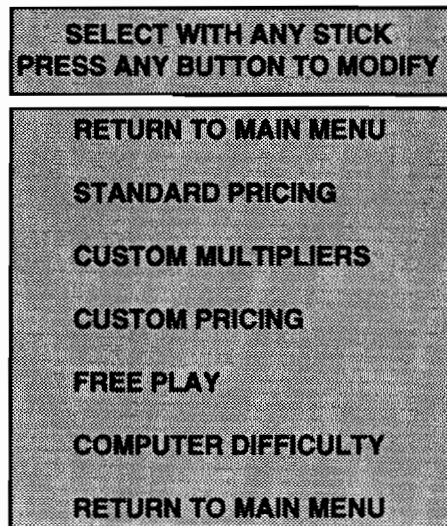 SELECT WITH ANY STICK
PRESS ANY BUTTON TO MODIFY
RETURN TO MAIN MENU
STANDARD PRICING
CUSTOM MULTIPLIERS
CUSTOM PRICING
FREE PLAY
COMPUTER DIFFICULTY
RETURN TO MAIN MENU